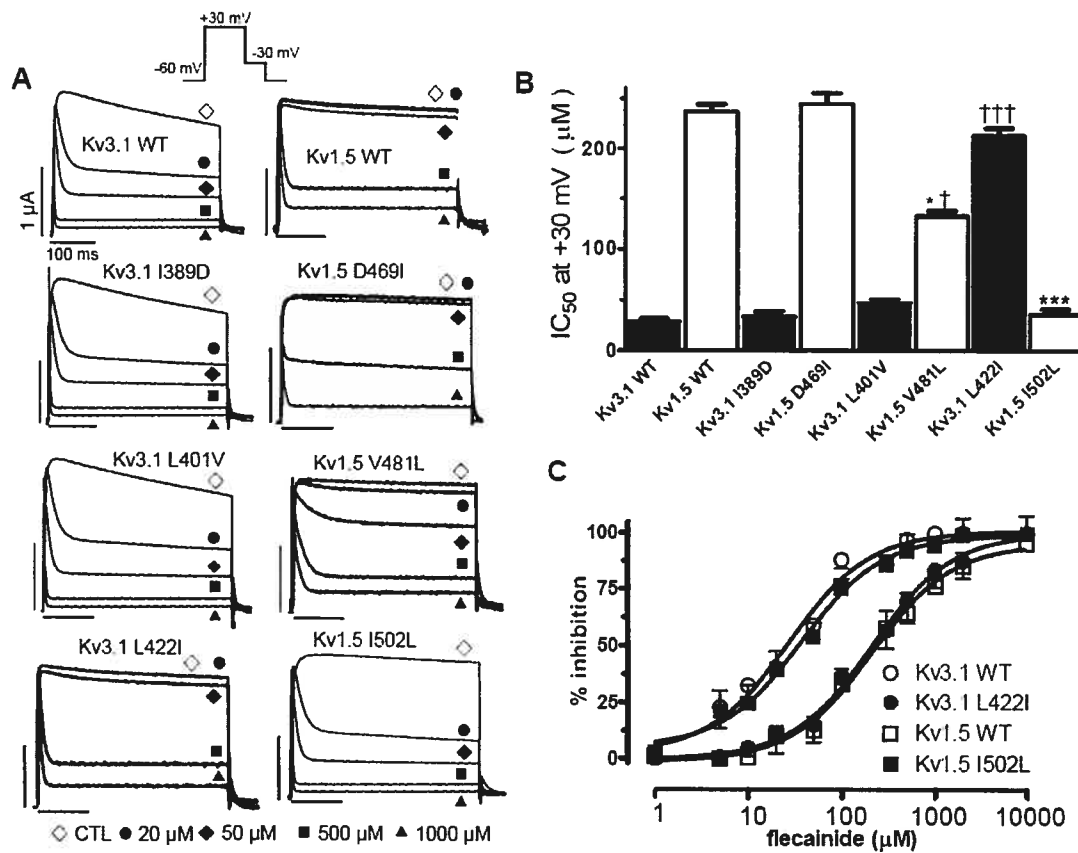 +30 mV
-30 mV
-60 mV
A
Kv3.1 WT
Kv1.5 WT
1 µA
100 ms
Kv3.1 I389D
Kv1.5 D469I
Kv3.1 L401V
Kv1.5 V481L
Kv3.1 L422I
Kv1.5 I502L
◇ CTL ● 20 µM ◆ 50 µM ■ 500 µM ▲ 1000 µM
B
IC50 at +30 mV ( µM)
200
100
0
* †
†††
***
Kv3.1 WT
Kv1.5 WT
Kv3.1 I389D
Kv1.5 D469I
Kv3.1 L401V
Kv1.5 V481L
Kv3.1 L422I
Kv1.5 I502L
C
% inhibition
100
75
50
25
0
Kv3.1 WT
Kv3.1 L422I
Kv1.5 WT
Kv1.5 I502L
1 10 100 1000 10000
flecainide (µM)